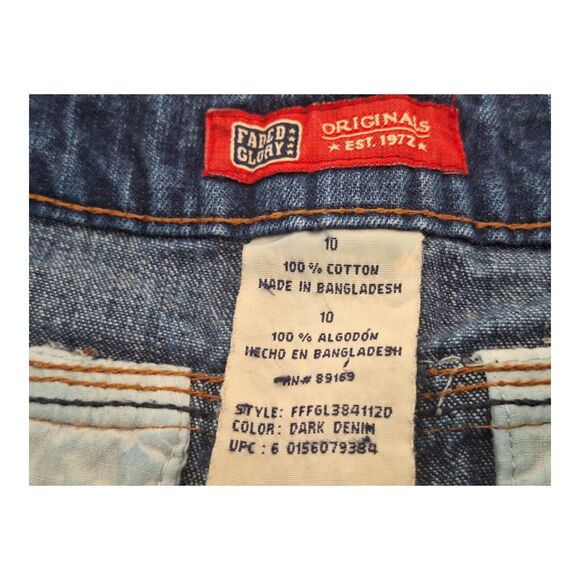 FADED
GLORY
ORIGINALS
EST. 1972
10
100 % COTTON
MADE IN BANGLADESH
10
100 % ALGODÓN
HECHO EN BANGLADESH
RN# 89169
STYLE: FFFGL384112D
COLOR: DARK DENIM
UPC : 6 0156079384